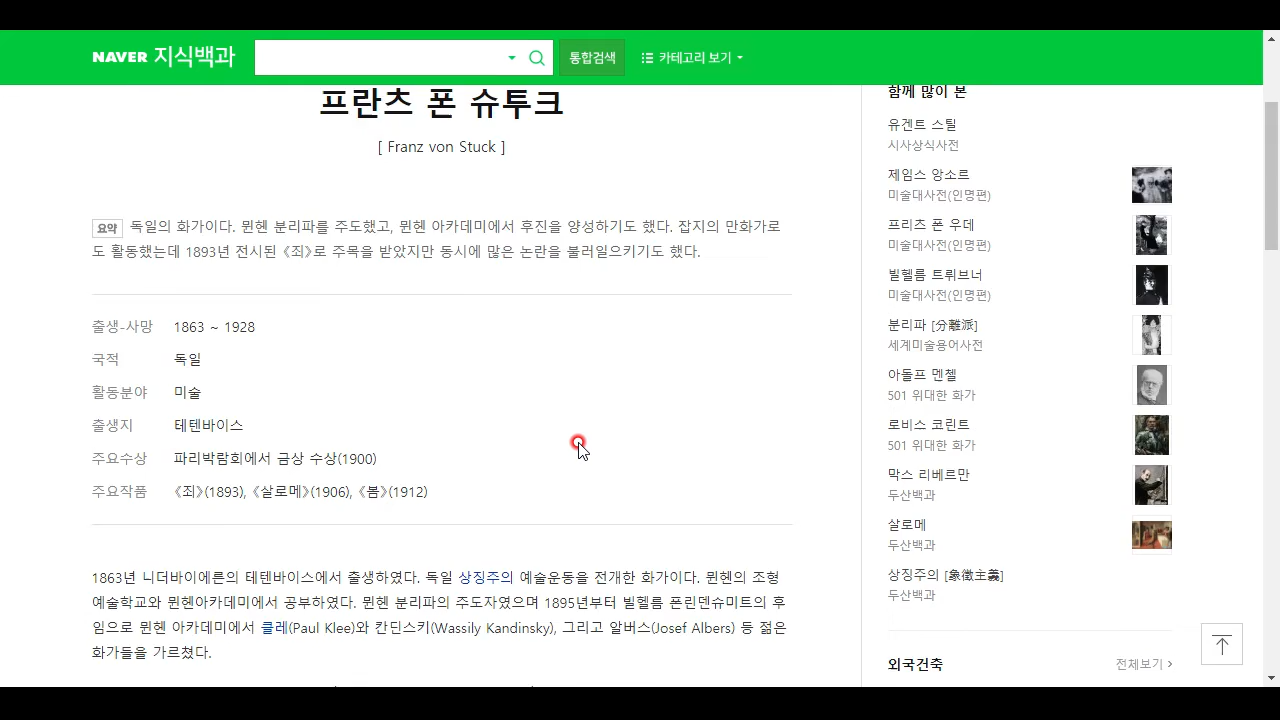 NAVER 지식백과
통합검색
카테고리 보기
프란츠 폰 슈투크
[ Franz von Stuck ]
요약 독일의 화가이다. 뮌헨 분리파를 주도했고, 뮌헨 아카데미에서 후진을 양성하기도 했다. 잡지의 만화가로
도 활동했는데 1893년 전시된 《죄》로 주목을 받았지만 동시에 많은 논란을 불러일으키기도 했다.
출생-사망 1863 ~ 1928
국적 독일
활동분야 미술
출생지 테텐바이스
주요수상 파리박람회에서 금상 수상(1900)
주요작품 《죄》(1893), 《살로메》(1906), 《봄》(1912)
1863년 니더바이에른의 테텐바이스에서 출생하였다. 독일 상징주의 예술운동을 전개한 화가이다. 뮌헨의 조형
예술학교와 뮌헨아카데미에서 공부하였다. 뮌헨 분리파의 주도자였으며 1895년부터 빌헬름 폰린덴슈미트의 후
임으로 뮌헨 아카데미에서 클레(Paul Klee)와 칸딘스키(Wassily Kandinsky), 그리고 알버스(Josef Albers) 등 젊은
화가들을 가르쳤다.
함께 많이 본
유겐트 스틸
시사상식사전
제임스 앙소르
미술대사전(인명편)
프리츠 폰 우데
미술대사전(인명편)
빌헬름 트뤼브너
미술대사전(인명편)
분리파 [分離派]
세계미술용어사전
아돌프 멘첼
501 위대한 화가
로비스 코린트
501 위대한 화가
막스 리베르만
두산백과
살로메
두산백과
상징주의 [象徵主義]
두산백과
외국건축 전체보기